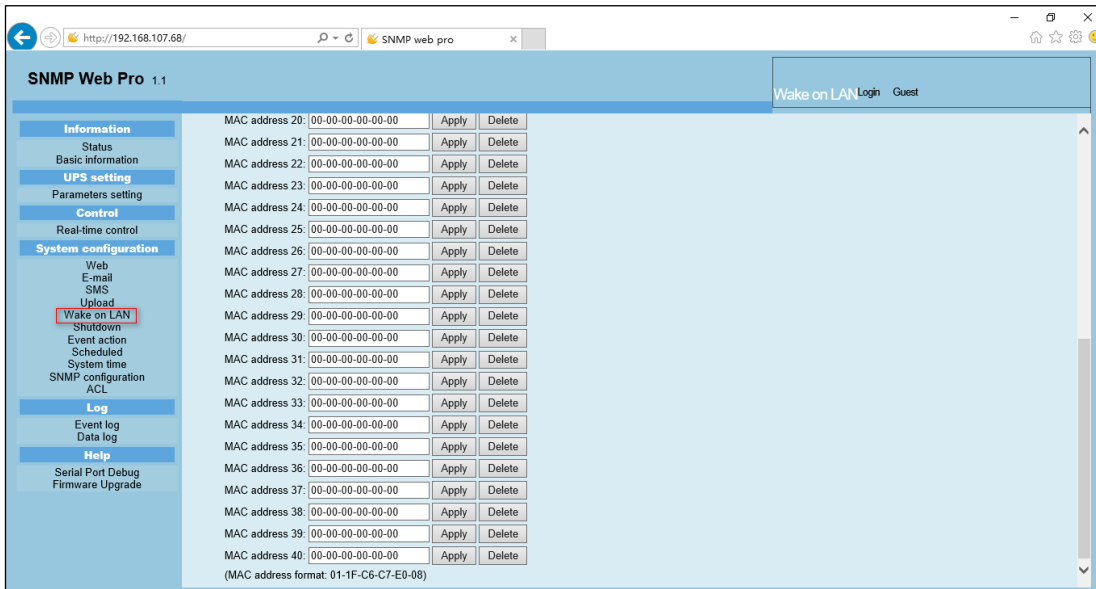 http://192.168.107.68/
SNMP web pro
SNMP Web Pro 1.1
Wake on LAN Login Guest
Information
Status
Basic information
UPS setting
Parameters setting
Control
Real-time control
System configuration
Web
E-mail
SMS
Upload
Wake on LAN
Shutdown
Event action
Scheduled
System time
SNMP configuration
ACL
Log
Event log
Data log
Help
Serial Port Debug
Firmware Upgrade
MAC address 20: 00-00-00-00-00-00 Apply Delete
MAC address 21: 00-00-00-00-00-00 Apply Delete
MAC address 22: 00-00-00-00-00-00 Apply Delete
MAC address 23: 00-00-00-00-00-00 Apply Delete
MAC address 24: 00-00-00-00-00-00 Apply Delete
MAC address 25: 00-00-00-00-00-00 Apply Delete
MAC address 26: 00-00-00-00-00-00 Apply Delete
MAC address 27: 00-00-00-00-00-00 Apply Delete
MAC address 28: 00-00-00-00-00-00 Apply Delete
MAC address 29: 00-00-00-00-00-00 Apply Delete
MAC address 30: 00-00-00-00-00-00 Apply Delete
MAC address 31: 00-00-00-00-00-00 Apply Delete
MAC address 32: 00-00-00-00-00-00 Apply Delete
MAC address 33: 00-00-00-00-00-00 Apply Delete
MAC address 34: 00-00-00-00-00-00 Apply Delete
MAC address 35: 00-00-00-00-00-00 Apply Delete
MAC address 36: 00-00-00-00-00-00 Apply Delete
MAC address 37: 00-00-00-00-00-00 Apply Delete
MAC address 38: 00-00-00-00-00-00 Apply Delete
MAC address 39: 00-00-00-00-00-00 Apply Delete
MAC address 40: 00-00-00-00-00-00 Apply Delete
(MAC address format: 01-1F-C6-C7-E0-08)